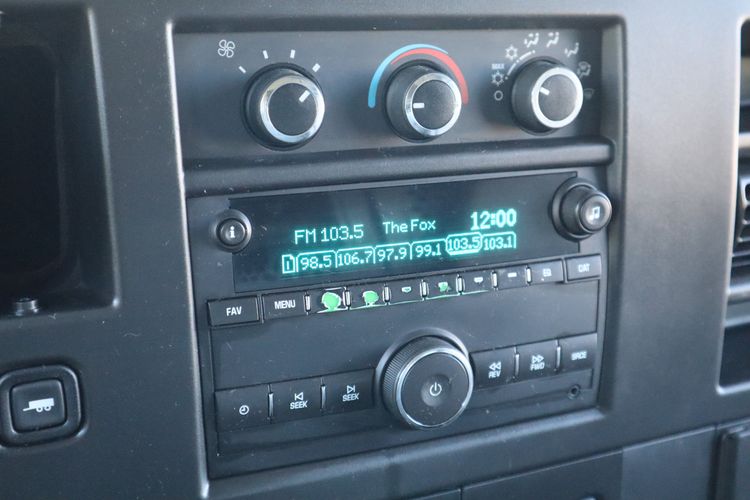 MAX
FM 103.5 The Fox 12:00
1 98.5 106.7 97.9 99.1 103.5 103.1
i
FAV MENU CAT
SEEK SEEK REV FWD SRCE